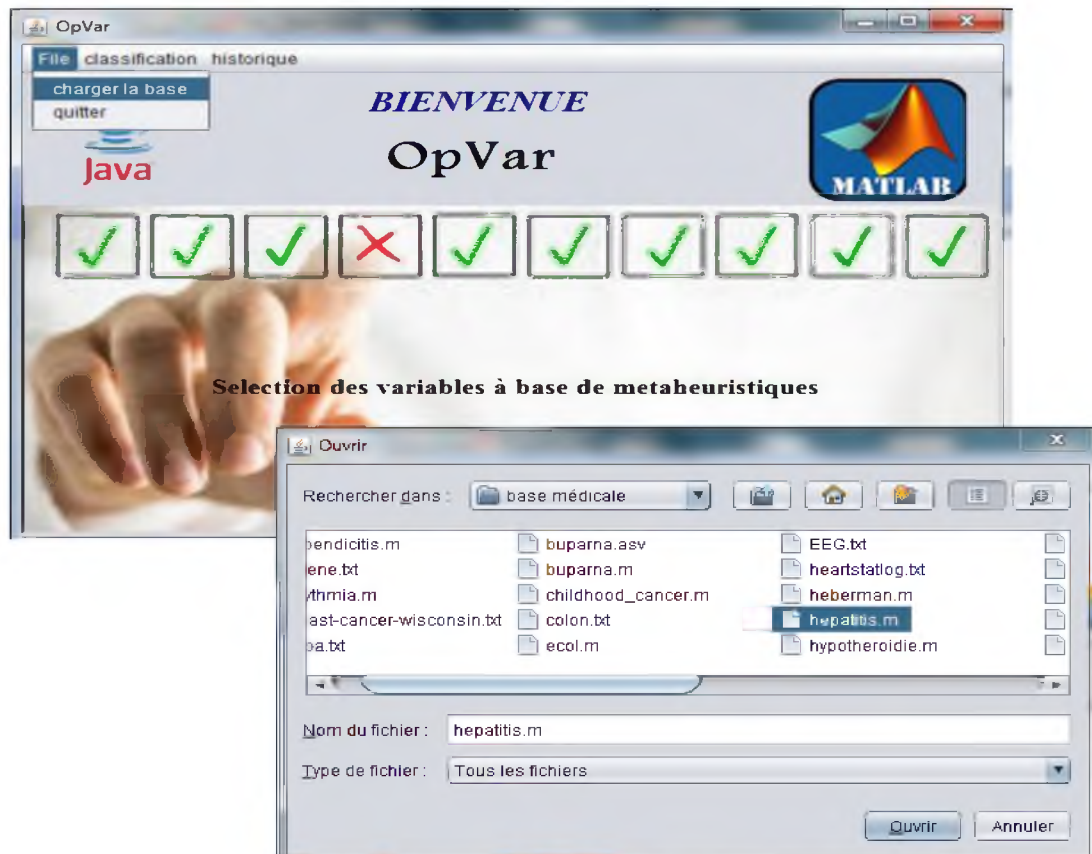 OpVar
File classification historique
charger la base
quitter
BIENVENUE
OpVar
Java
MATLAB
Selection des variables à base de metaheuristiques
Ouvrir
Rechercher dans : base médicale
pendicitis.m buparna.asv EEG.txt
ene.txt buparna.m heartstatlog.txt
ythmia.m childhood_cancer.m heberman.m
ast-cancer-wisconsin.txt colon.txt hepatitis.m
pa.txt ecol.m hypotheroidie.m
Nom du fichier : hepatitis.m
Type de fichier : Tous les fichiers
Ouvrir Annuler